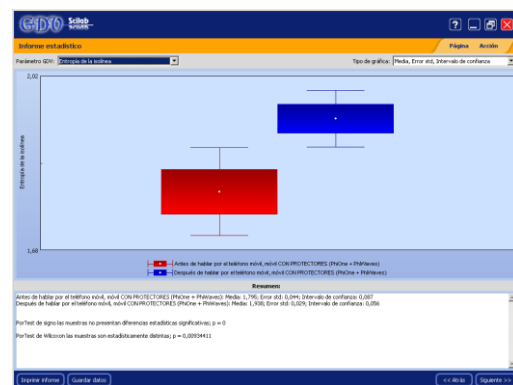 GDV Scilab
?
Informe estadístico
Página Acción
Parámetro GDV: Entropía de la isolínea
Tipo de gráfica: Media, Error std, Intervalo de confianza
2,02
Entropía de la isolínea
1,68
Antes de hablar por el teléfono móvil, móvil CON PROTECTORES (PhOne + PhiWaves)
Después de hablar por el teléfono móvil, móvil CON PROTECTORES (PhOne + PhiWaves)
Resumen:
Antes de hablar por el teléfono móvil, móvil CON PROTECTORES (PhOne + PhiWaves): Media: 1,795; Error std: 0,044; Intervalo de confianza: 0,087
Después de hablar por el teléfono móvil, móvil CON PROTECTORES (PhOne + PhiWaves): Media: 1,938; Error std: 0,029; Intervalo de confianza: 0,056
PorTest de signo las muestras no presentan diferencias estadísticas significativas; p = 0
PorTest de Wilcoxon las muestras son estadísticamente distintas; p = 0,00934411
Imprimir informe
Guardar datos
<< Atrás
Siguiente >>